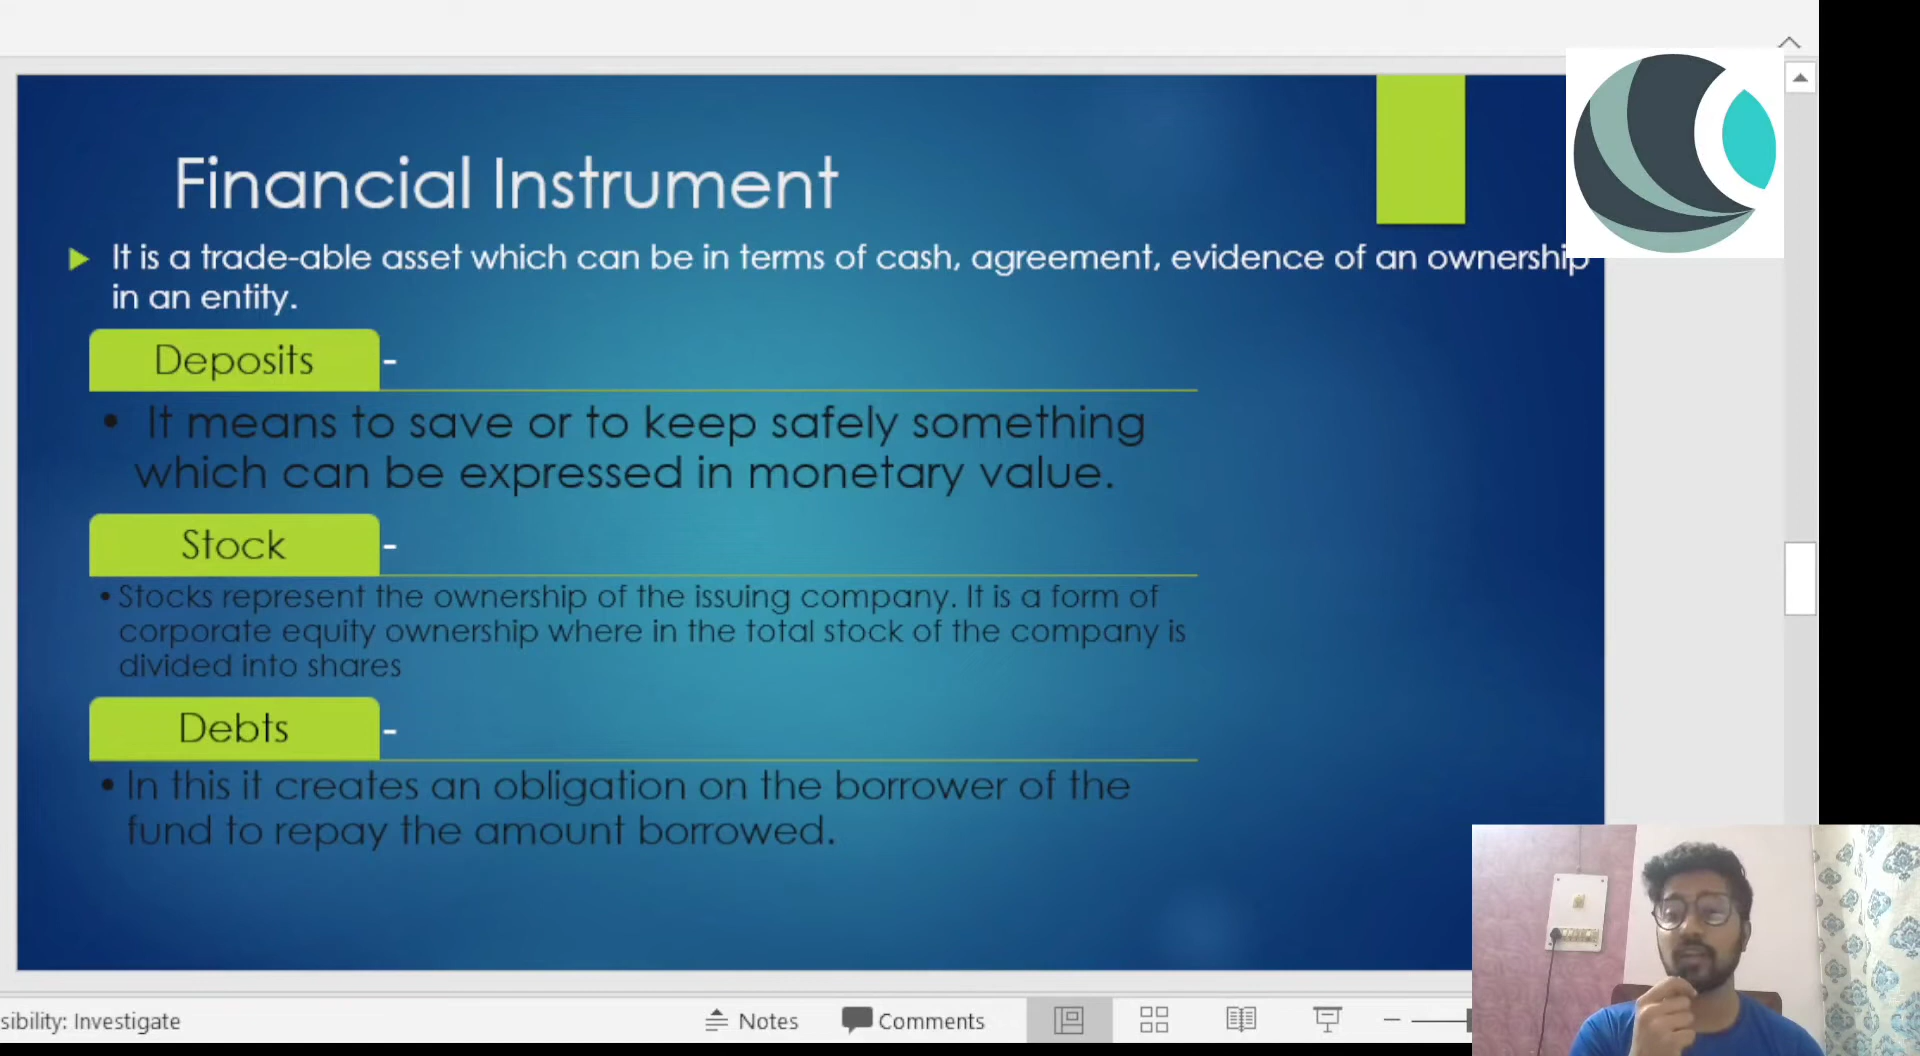 Financial Instrument
It is a trade-able asset which can be in terms of cash, agreement, evidence of an ownership
in an entity.
Deposits -
• It means to save or to keep safely something
which can be expressed in monetary value.
Stock -
• Stocks represent the ownership of the issuing company. It is a form of
corporate equity ownership where in the total stock of the company is
divided into shares
Debts -
• In this it creates an obligation on the borrower of the
fund to repay the amount borrowed.
sibility: Investigate Notes Comments